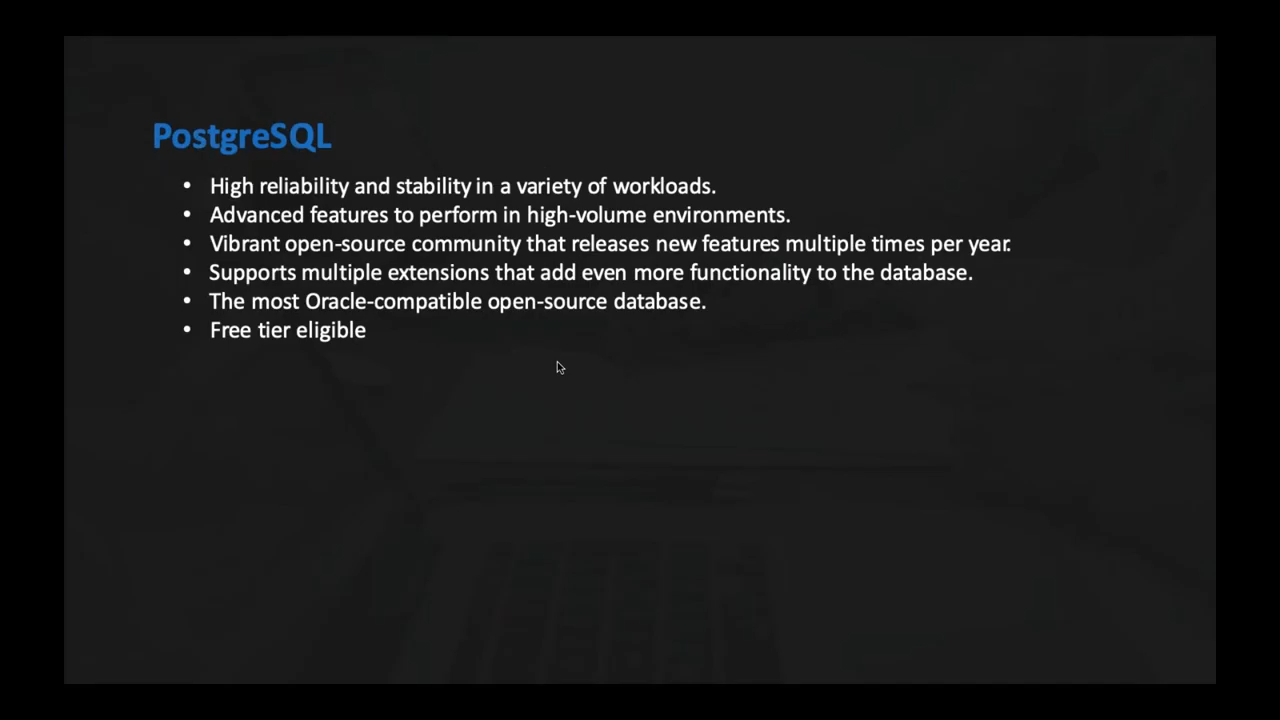 PostgreSQL
• High reliability and stability in a variety of workloads.
• Advanced features to perform in high-volume environments.
• Vibrant open-source community that releases new features multiple times per year.
• Supports multiple extensions that add even more functionality to the database.
• The most Oracle-compatible open-source database.
• Free tier eligible